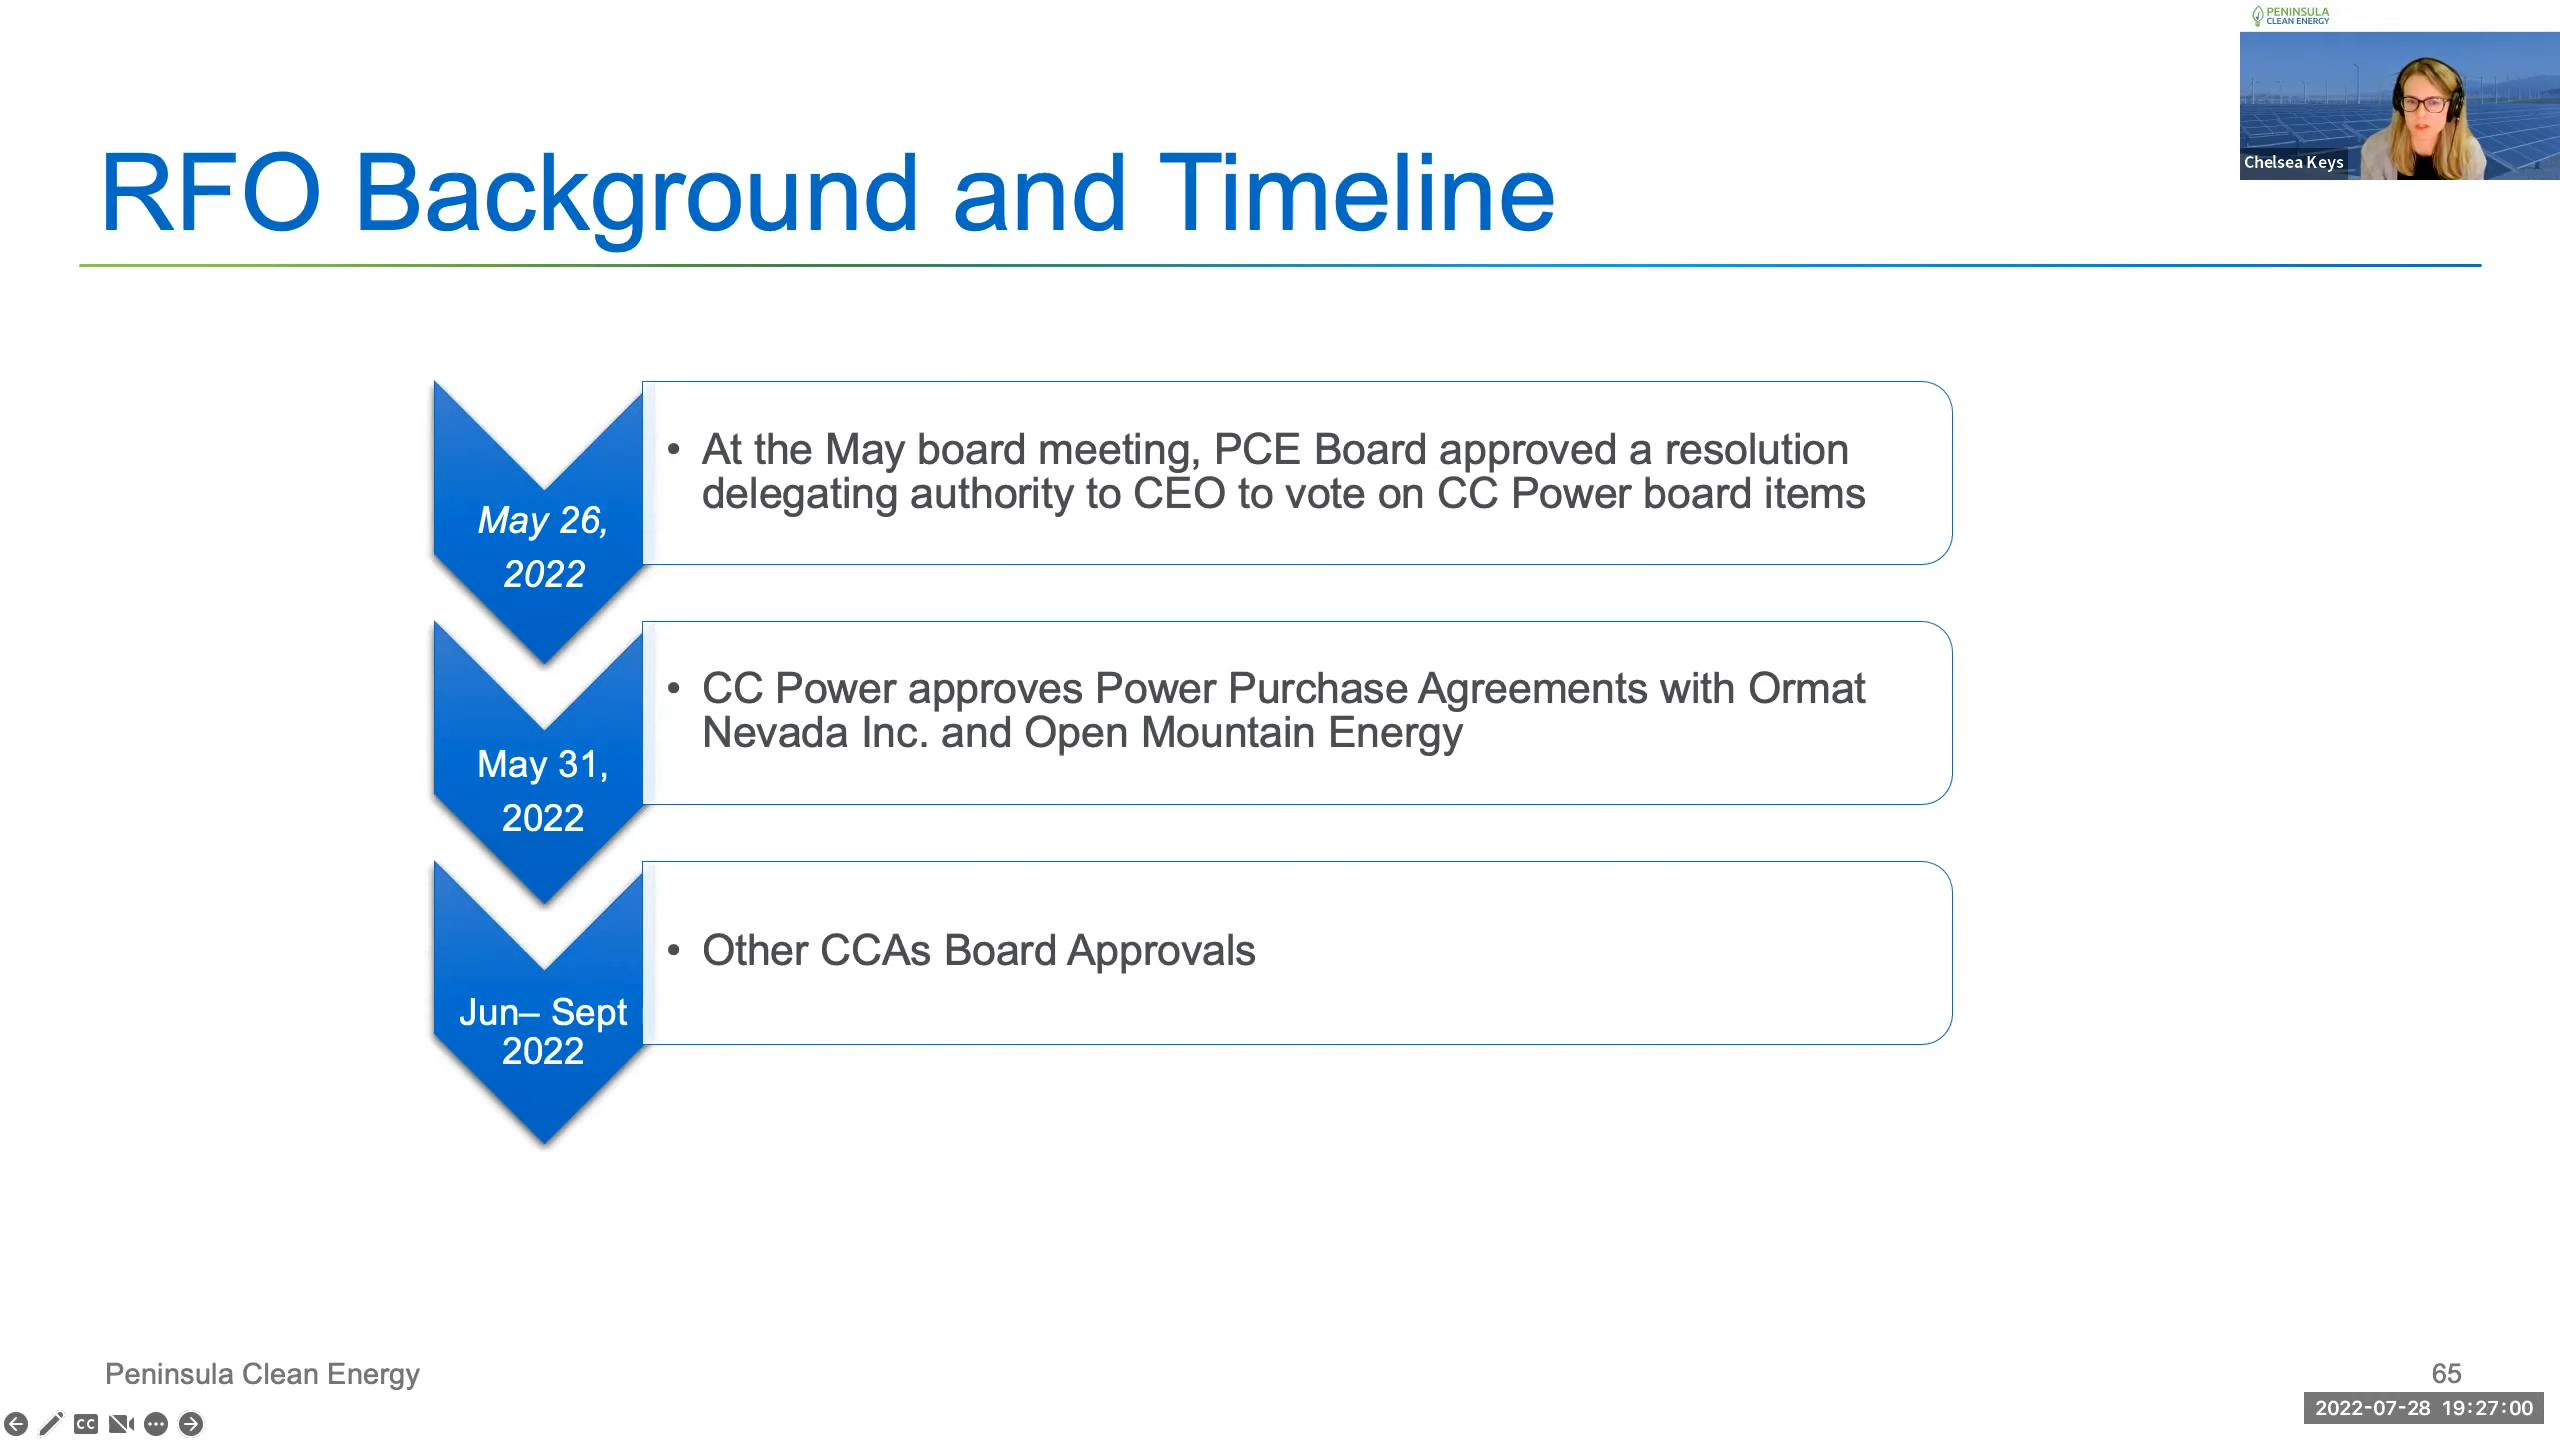 PENINSULA
CLEAN ENERGY
Chelsea Keys
RFO Background and Timeline
May 26,
2022
• At the May board meeting, PCE Board approved a resolution
delegating authority to CEO to vote on CC Power board items
May 31,
2022
• CC Power approves Power Purchase Agreements with Ormat
Nevada Inc. and Open Mountain Energy
Jun– Sept
2022
• Other CCAs Board Approvals
Peninsula Clean Energy
65
CC
2022-07-28 19:27:00